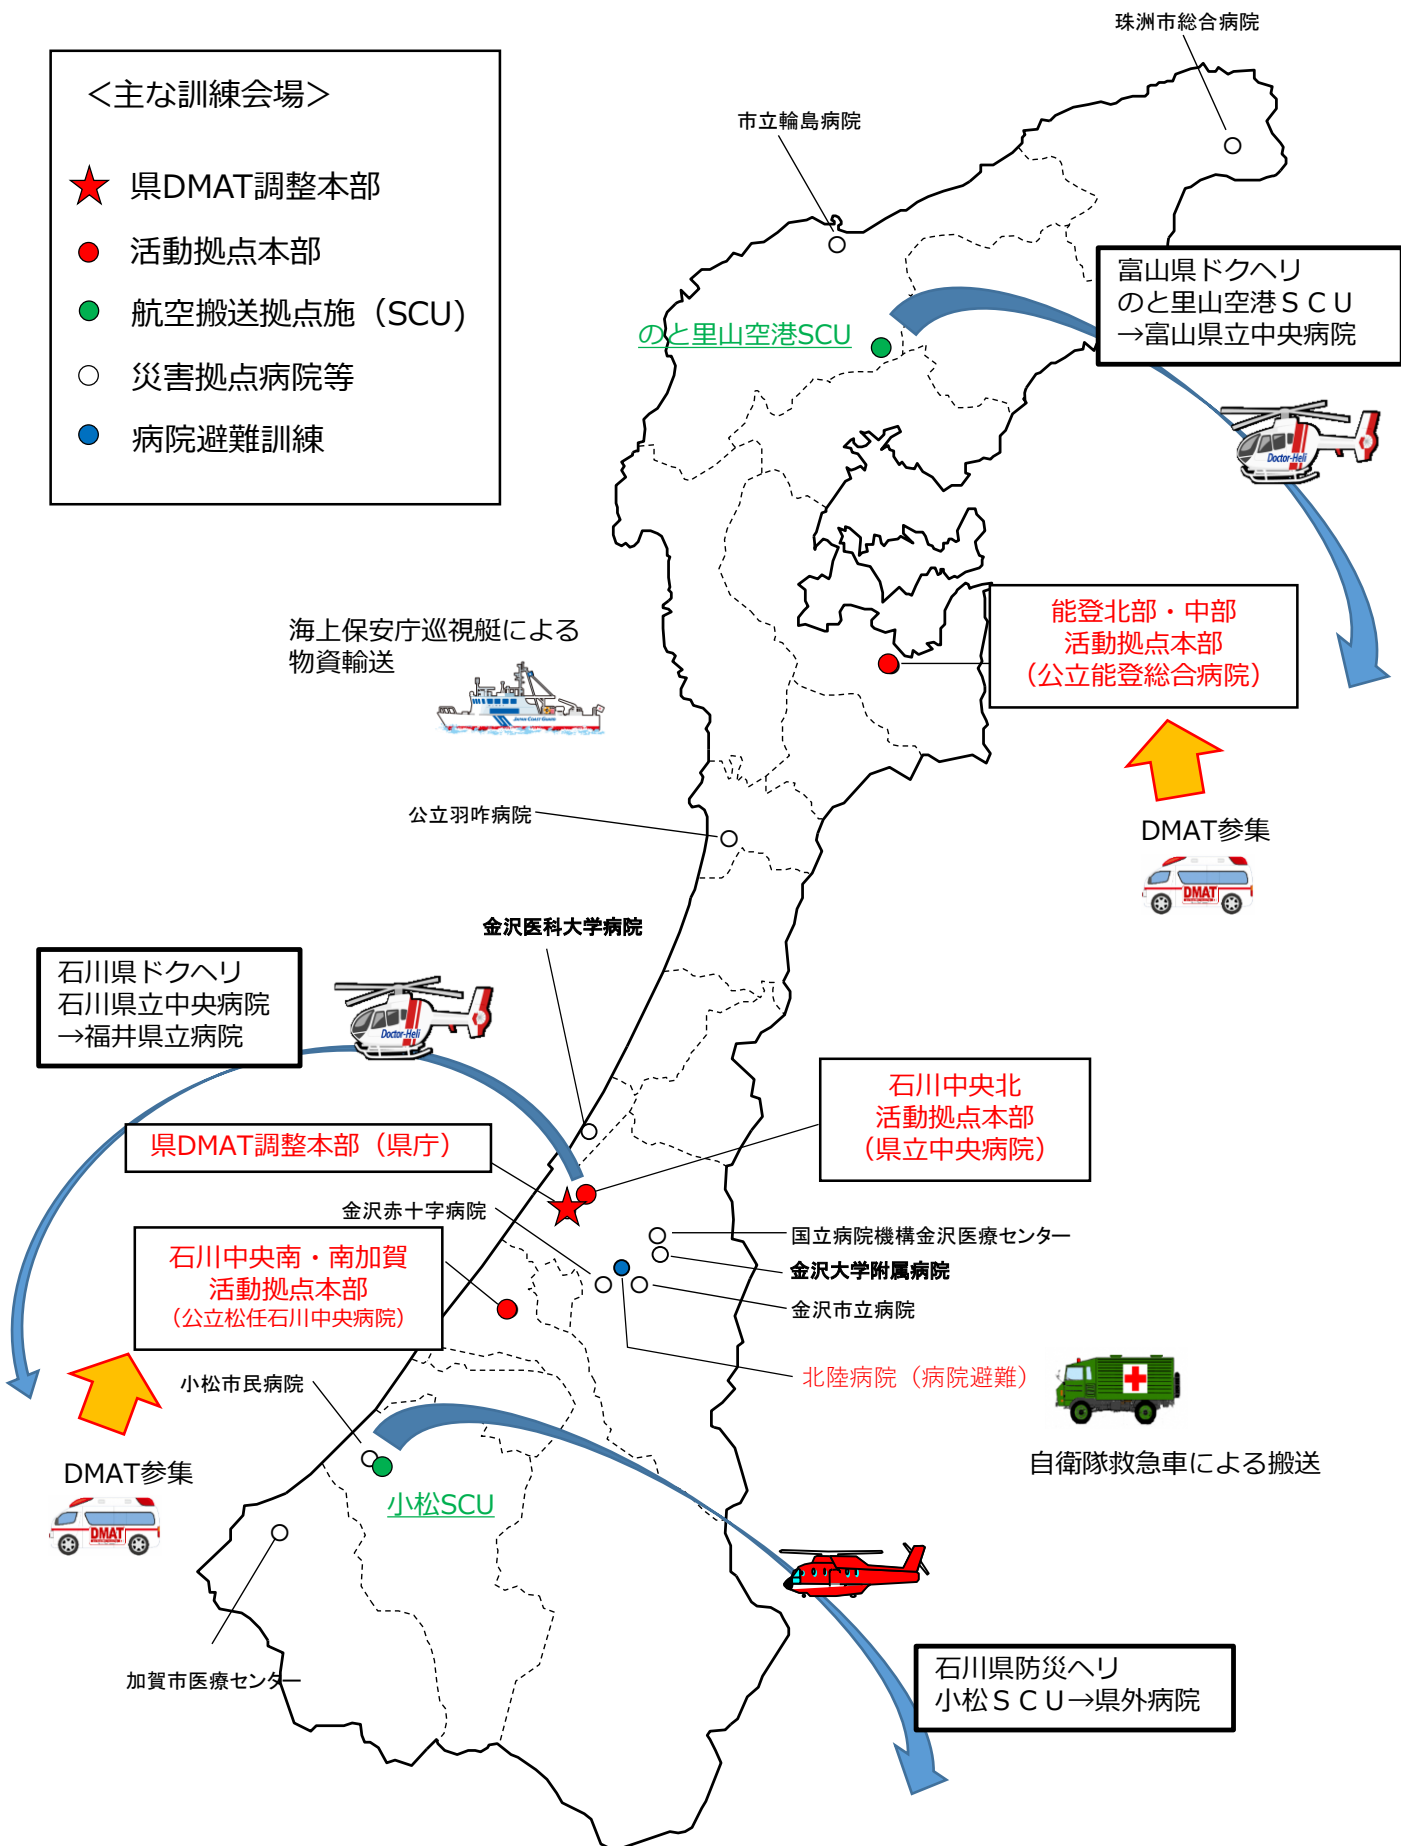 珠洲市総合病院
＜主な訓練会場＞
県DMAT調整本部
活動拠点本部
航空搬送拠点施（SCU)
災害拠点病院等
病院避難訓練
市立輪島病院
富山県ドクヘリ
のと里山空港ＳＣＵ
→富山県立中央病院
のと里山空港SCU
Doctor-Heli
能登北部・中部
活動拠点本部
（公立能登総合病院）
海上保安庁巡視艇による
物資輸送
JAPAN COAST GUARD
公立羽咋病院
DMAT参集
DMAT
金沢医科大学病院
石川県ドクヘリ
石川県立中央病院
→福井県立病院
Doctor-Heli
石川中央北
活動拠点本部
（県立中央病院）
県DMAT調整本部（県庁）
金沢赤十字病院
国立病院機構金沢医療センター
金沢大学附属病院
金沢市立病院
石川中央南・南加賀
活動拠点本部
（公立松任石川中央病院）
北陸病院（病院避難）
小松市民病院
自衛隊救急車による搬送
DMAT参集
DMAT
小松SCU
加賀市医療センター
石川県防災ヘリ
小松ＳＣＵ→県外病院